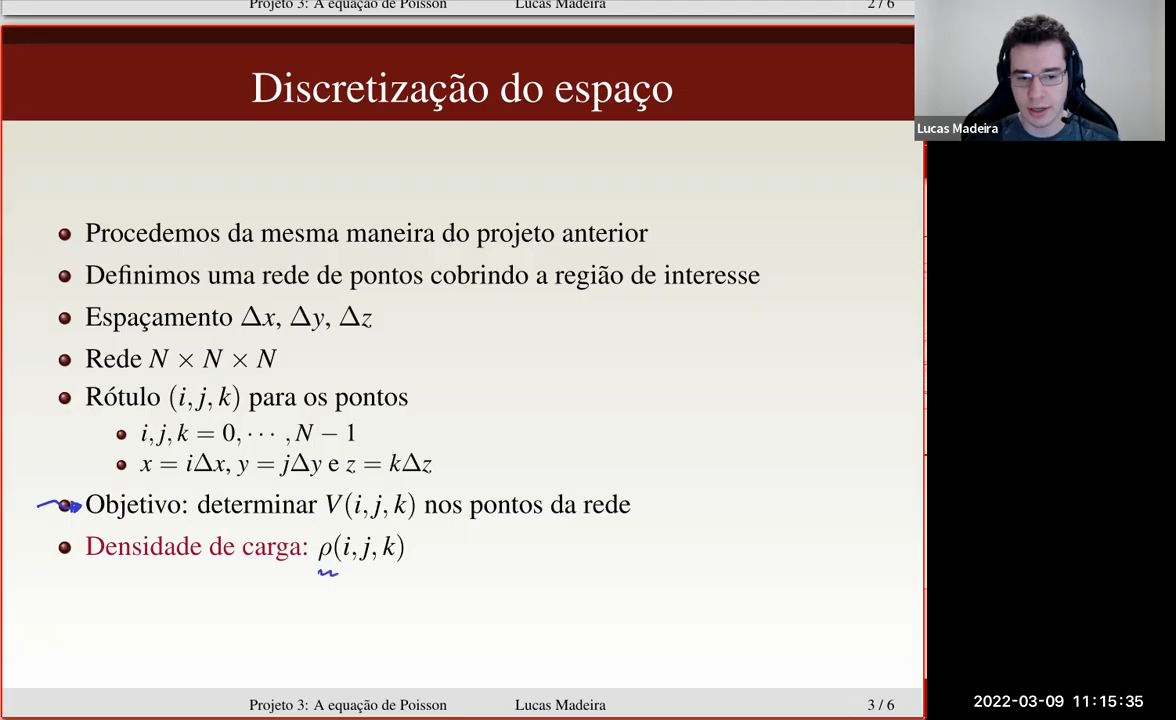 Projeto 3: A equação de Poisson Lucas Madeira 2 / 6
Discretização do espaço
Lucas Madeira
Procedemos da mesma maneira do projeto anterior
Definimos uma rede de pontos cobrindo a região de interesse
Espaçamento Δx, Δy, Δz
Rede N × N × N
Rótulo (i, j, k) para os pontos
i, j, k = 0, ⋯ , N − 1
x = iΔx, y = jΔy e z = kΔz
Objetivo: determinar V(i, j, k) nos pontos da rede
Densidade de carga: ρ(i, j, k)
Projeto 3: A equação de Poisson Lucas Madeira 3 / 6
2022-03-09 11:15:35